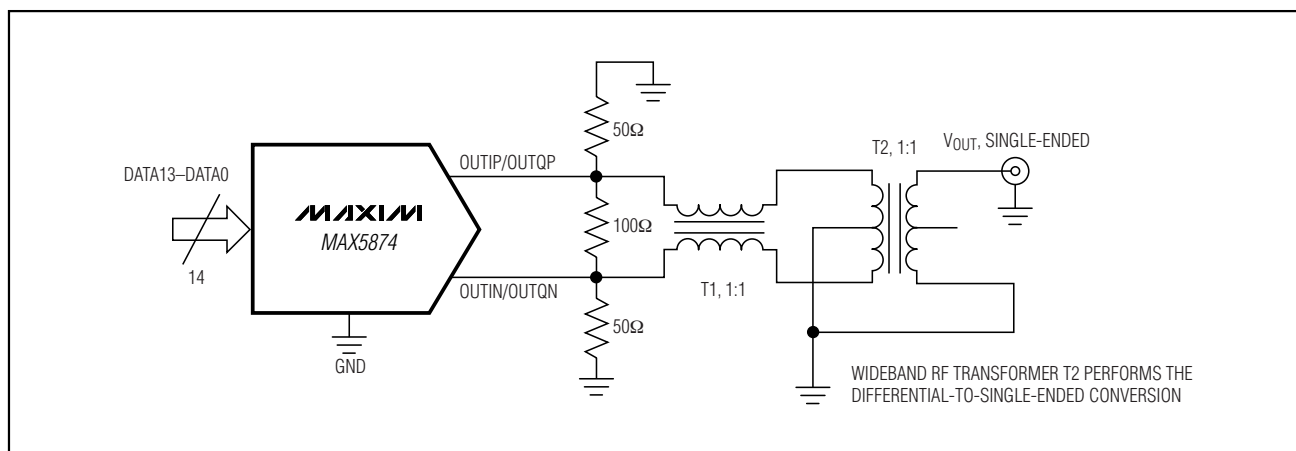 50Ω
T2, 1:1
VOUT, SINGLE-ENDED
DATA13–DATA0
OUTIP/OUTQP
MAXIM
MAX5874
100Ω
14
OUTIN/OUTQN
T1, 1:1
50Ω
GND
WIDEBAND RF TRANSFORMER T2 PERFORMS THE
DIFFERENTIAL-TO-SINGLE-ENDED CONVERSION